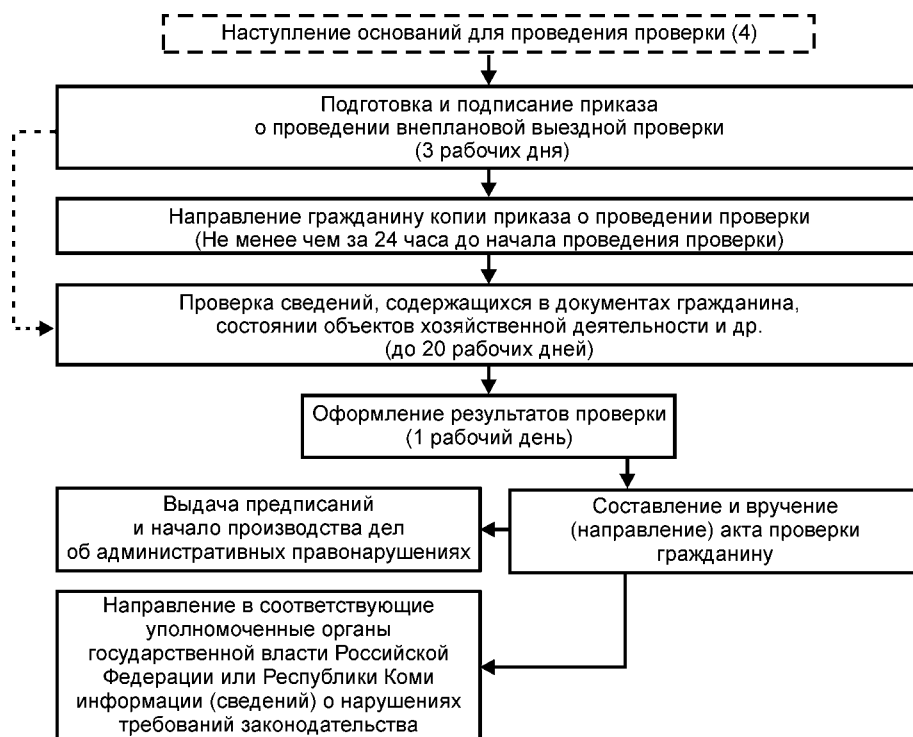 Наступление оснований для проведения проверки (4)
Подготовка и подписание приказа
о проведении внеплановой выездной проверки
(3 рабочих дня)
Направление гражданину копии приказа о проведении проверки
(Не менее чем за 24 часа до начала проведения проверки)
Проверка сведений, содержащихся в документах гражданина,
состоянии объектов хозяйственной деятельности и др.
(до 20 рабочих дней)
Оформление результатов проверки
(1 рабочий день)
Составление и вручение
(направление) акта проверки
гражданину
Выдача предписаний
и начало производства дел
об административных правонарушениях
Направление в соответствующие
уполномоченные органы
государственной власти Российской
Федерации или Республики Коми
информации (сведений) о нарушениях
требований законодательства